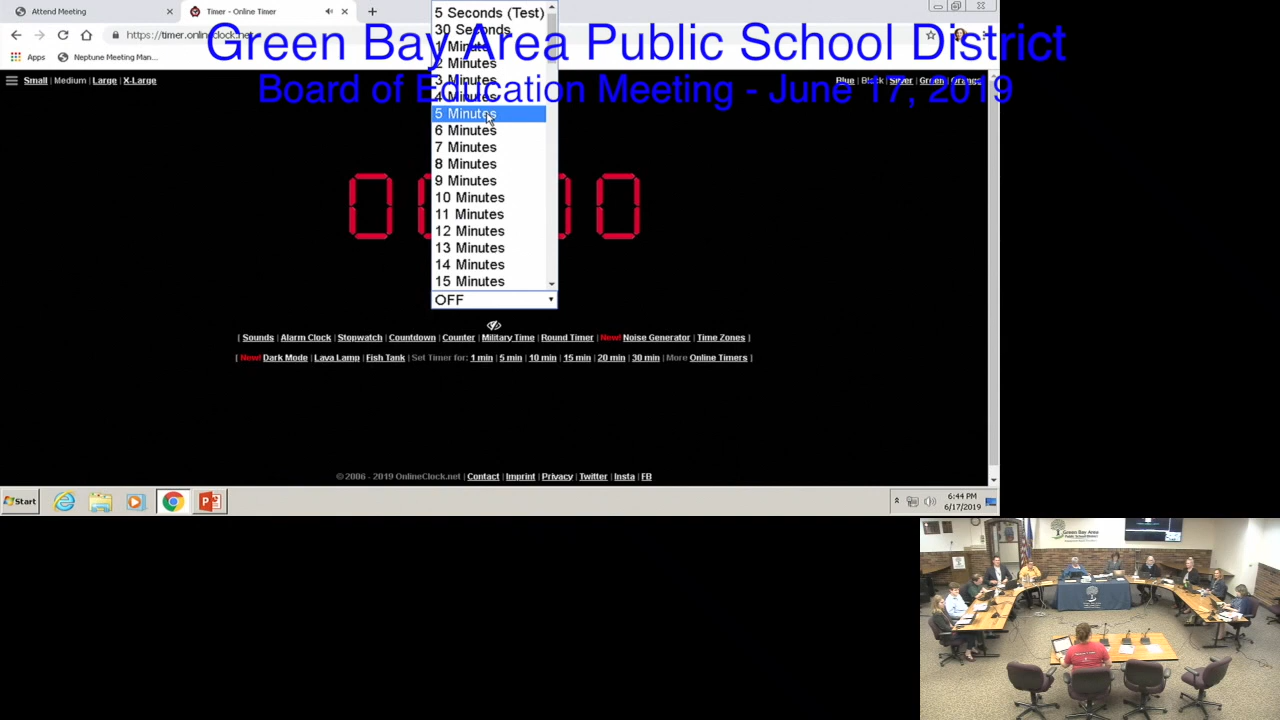 Attend Meeting
Timer - Online Timer
https://timer.onlineclock.net
Apps
Neptune Meeting Man...
Green Bay Area Public School District
Board of Education Meeting - June 17, 2019
Small | Medium | Large | X-Large
Blue | Black | Silver | Green | Orange
5 Seconds (Test)
30 Seconds
1 Minute
2 Minutes
3 Minutes
4 Minutes
5 Minutes
6 Minutes
7 Minutes
8 Minutes
9 Minutes
10 Minutes
11 Minutes
12 Minutes
13 Minutes
14 Minutes
15 Minutes
OFF
[ Sounds | Alarm Clock | Stopwatch | Countdown | Counter | Military Time | Round Timer | New! Noise Generator | Time Zones ]
[ New! Dark Mode | Lava Lamp | Fish Tank | Set Timer for: 1 min | 5 min | 10 min | 15 min | 20 min | 30 min | More Online Timers ]
© 2006 - 2019 OnlineClock.net | Contact | Imprint | Privacy | Twitter | Insta | FB
Start
6:44 PM
6/17/2019
Green Bay Area
Public School District